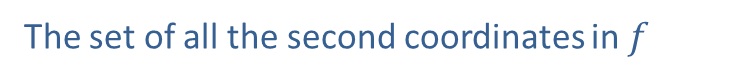 The set of all the second coordinates in f